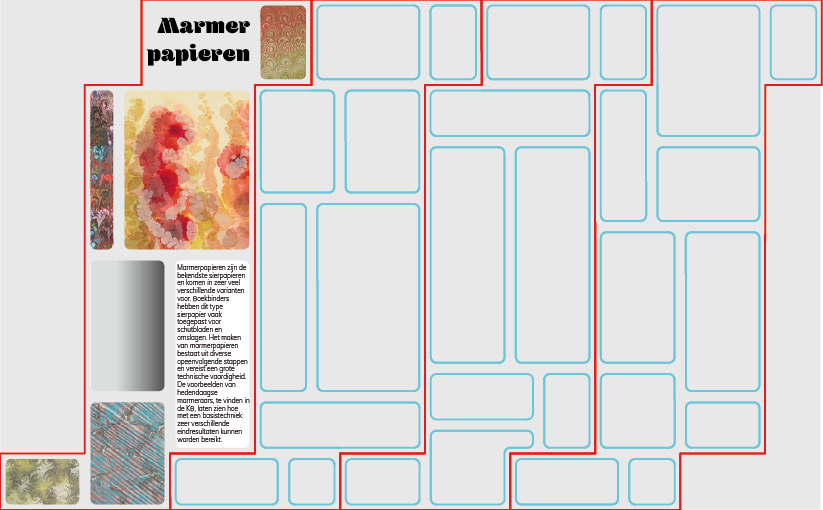 Marmer
papieren
Marmerpapieren zijn de
bekendste sierpapieren
en komen in zeer veel
verschillende varianten
voor. Boekbinders
hebben dit type
sierpapier vaak
toegepast voor
schutbladen en
omslagen. Het maken
van marmerpapieren
bestaat uit diverse
opeenvolgende stappen
en vereist een grote
technische vaardigheid.
De voorbeelden van
hedendaagse
marmeraars, te vinden in
de KB, laten zien hoe
met een basistechniek
zeer verschillende
eindresultaten kunnen
worden bereikt.